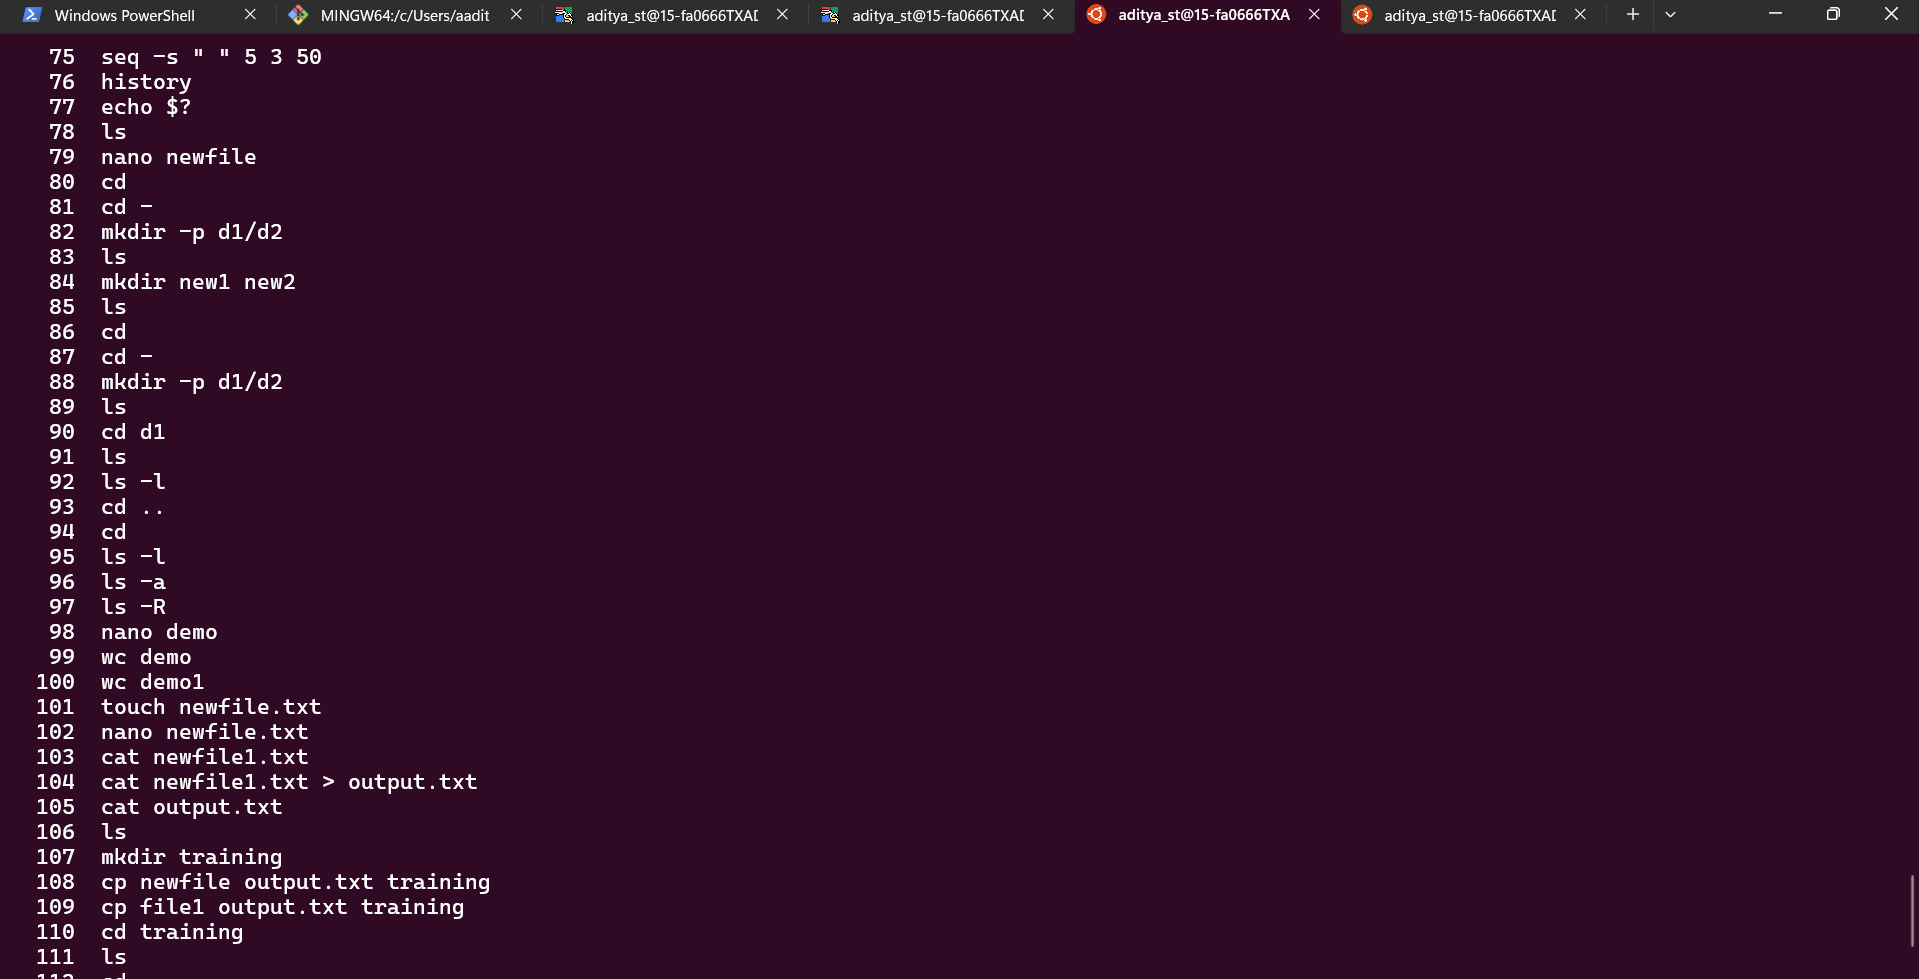 Windows PowerShell
MINGW64:/c/Users/aadit
aditya_st@15-fa0666TXAD
aditya_st@15-fa0666TXAD
aditya_st@15-fa0666TXA
aditya_st@15-fa0666TXAD
75 seq -s " " 5 3 50
76 history
77 echo $?
78 ls
79 nano newfile
80 cd
81 cd -
82 mkdir -p d1/d2
83 ls
84 mkdir new1 new2
85 ls
86 cd
87 cd -
88 mkdir -p d1/d2
89 ls
90 cd d1
91 ls
92 ls -l
93 cd ..
94 cd
95 ls -l
96 ls -a
97 ls -R
98 nano demo
99 wc demo
100 wc demo1
101 touch newfile.txt
102 nano newfile.txt
103 cat newfile1.txt
104 cat newfile1.txt > output.txt
105 cat output.txt
106 ls
107 mkdir training
108 cp newfile output.txt training
109 cp file1 output.txt training
110 cd training
111 ls
112 cd